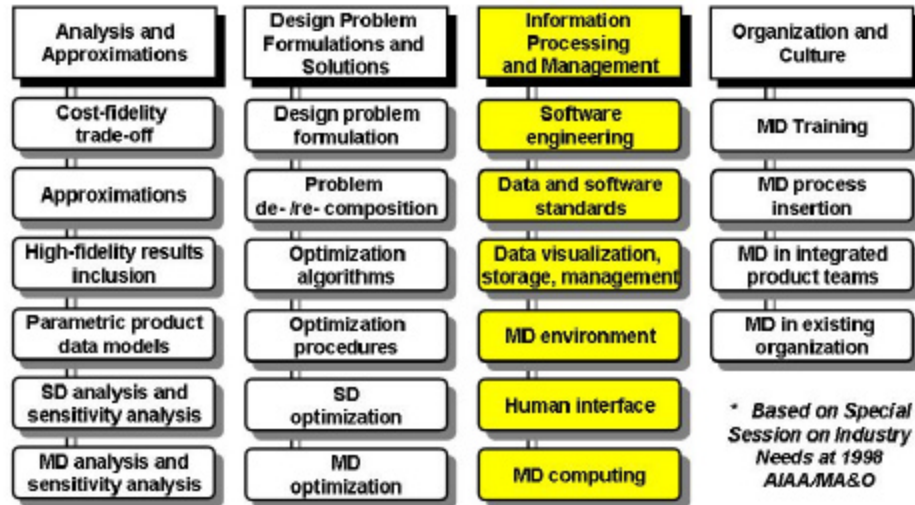 Analysis and
Approximations
Cost-fidelity
trade-off
Approximations
High-fidelity results
inclusion
Parametric product
data models
SD analysis and
sensitivity analysis
MD analysis and
sensitivity analysis
Design Problem
Formulations and
Solutions
Design problem
formulation
Problem
de- /re- composition
Optimization
algorithms
Optimization
procedures
SD
optimization
MD
optimization
Information
Processing
and Management
Software
engineering
Data and software
standards
Data visualization,
storage, management
MD environment
Human interface
MD computing
Organization and
Culture
MD Training
MD process
insertion
MD in integrated
product teams
MD in existing
organization
* Based on Special
Session on Industry
Needs at 1998
AIAA/MA&O